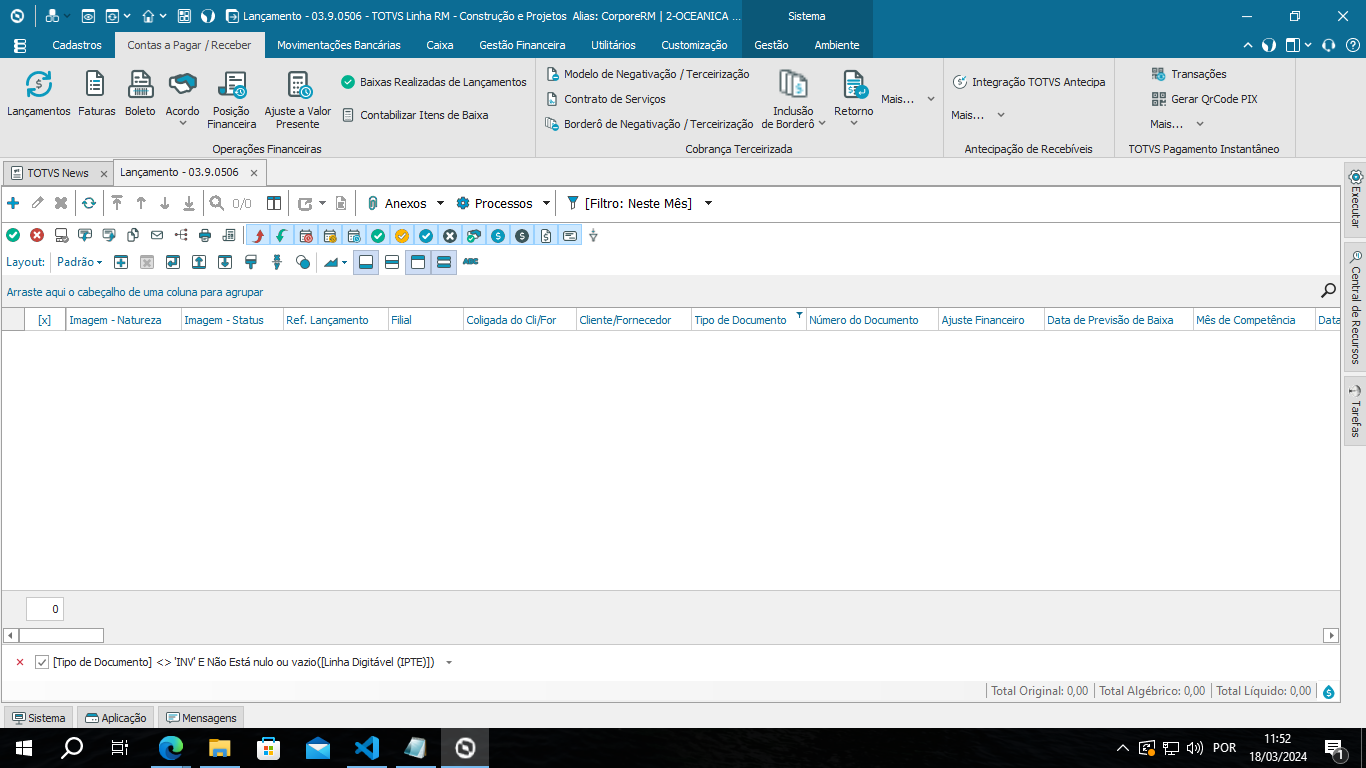 Lançamento - 03.9.0506 - TOTVS Linha RM - Construção e Projetos  Alias: CorporeRM | 2-OCEANICA ...
Sistema
Cadastros
Contas a Pagar / Receber
Movimentações Bancárias
Caixa
Gestão Financeira
Utilitários
Customização
Gestão
Ambiente
Lançamentos
Faturas
Boleto
Acordo
Posição Financeira
Ajuste a Valor Presente
Baixas Realizadas de Lançamentos
Contabilizar Itens de Baixa
Operações Financeiras
Modelo de Negativação / Terceirização
Contrato de Serviços
Borderô de Negativação / Terceirização
Inclusão de Borderô
Retorno
Mais...
Cobrança Terceirizada
Integração TOTVS Antecipa
Mais...
Antecipação de Recebíveis
Transações
Gerar QrCode PIX
Mais...
TOTVS Pagamento Instantâneo
TOTVS News
Lançamento - 03.9.0506
0/0
Anexos
Processos
[Filtro: Neste Mês]
Layout:
Padrão
ABC
Arraste aqui o cabeçalho de uma coluna para agrupar
[x]
Imagem - Natureza
Imagem - Status
Ref. Lançamento
Filial
Coligada do Cli/For
Cliente/Fornecedor
Tipo de Documento
Número do Documento
Ajuste Financeiro
Data de Previsão de Baixa
Mês de Competência
Data
0
[Tipo de Documento] <> 'INV' E Não Está nulo ou vazio([Linha Digitável (IPTE)])
Total Original: 0,00
Total Algébrico: 0,00
Total Líquido: 0,00
Executar
Central de Recursos
Tarefas
Sistema
Aplicação
Mensagens
POR
11:52
18/03/2024
1